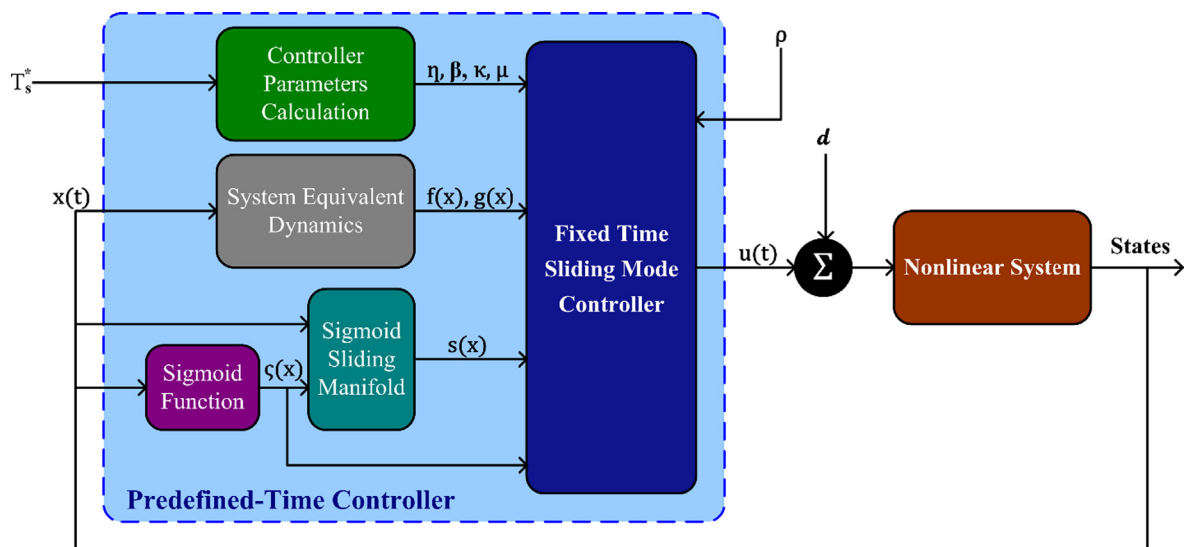 T*s
Controller
Parameters
Calculation
η, β, κ, μ
ρ
x(t)
System Equivalent
Dynamics
f(x), g(x)
Fixed Time
Sliding Mode
Controller
d
u(t)
Σ
Nonlinear System
States
Sigmoid
Function
ς(x)
Sigmoid
Sliding
Manifold
s(x)
Predefined-Time Controller